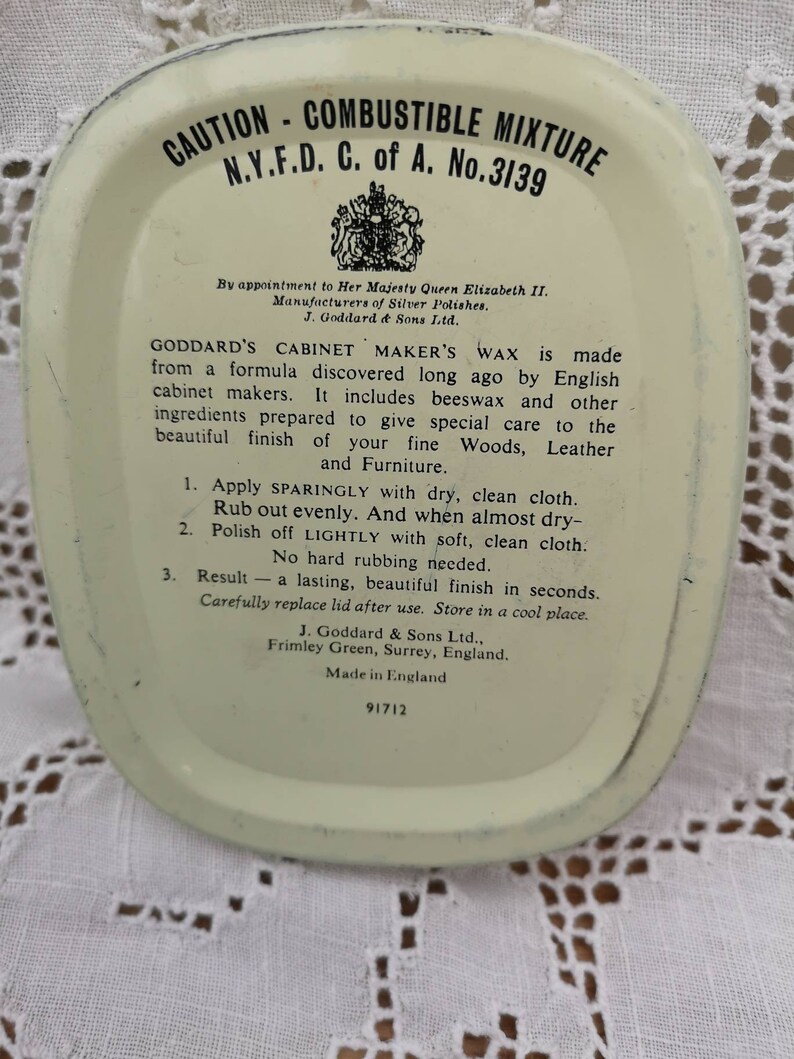 CAUTION - COMBUSTIBLE MIXTURE
N.Y.F.D. C. of A. No.3139
By appointment to Her Majesty Queen Elizabeth II.
Manufacturers of Silver Polishes.
J. Goddard & Sons Ltd.
GODDARD'S CABINET MAKER'S WAX is made
from a formula discovered long ago by English
cabinet makers. It includes beeswax and other
ingredients prepared to give special care to the
beautiful finish of your fine Woods, Leather
and Furniture.
1. Apply SPARINGLY with dry, clean cloth.
Rub out evenly. And when almost dry-
2. Polish off LIGHTLY with soft, clean cloth.
No hard rubbing needed.
3. Result — a lasting, beautiful finish in seconds.
Carefully replace lid after use. Store in a cool place.
J. Goddard & Sons Ltd.,
Frimley Green, Surrey, England.
Made in England
91712